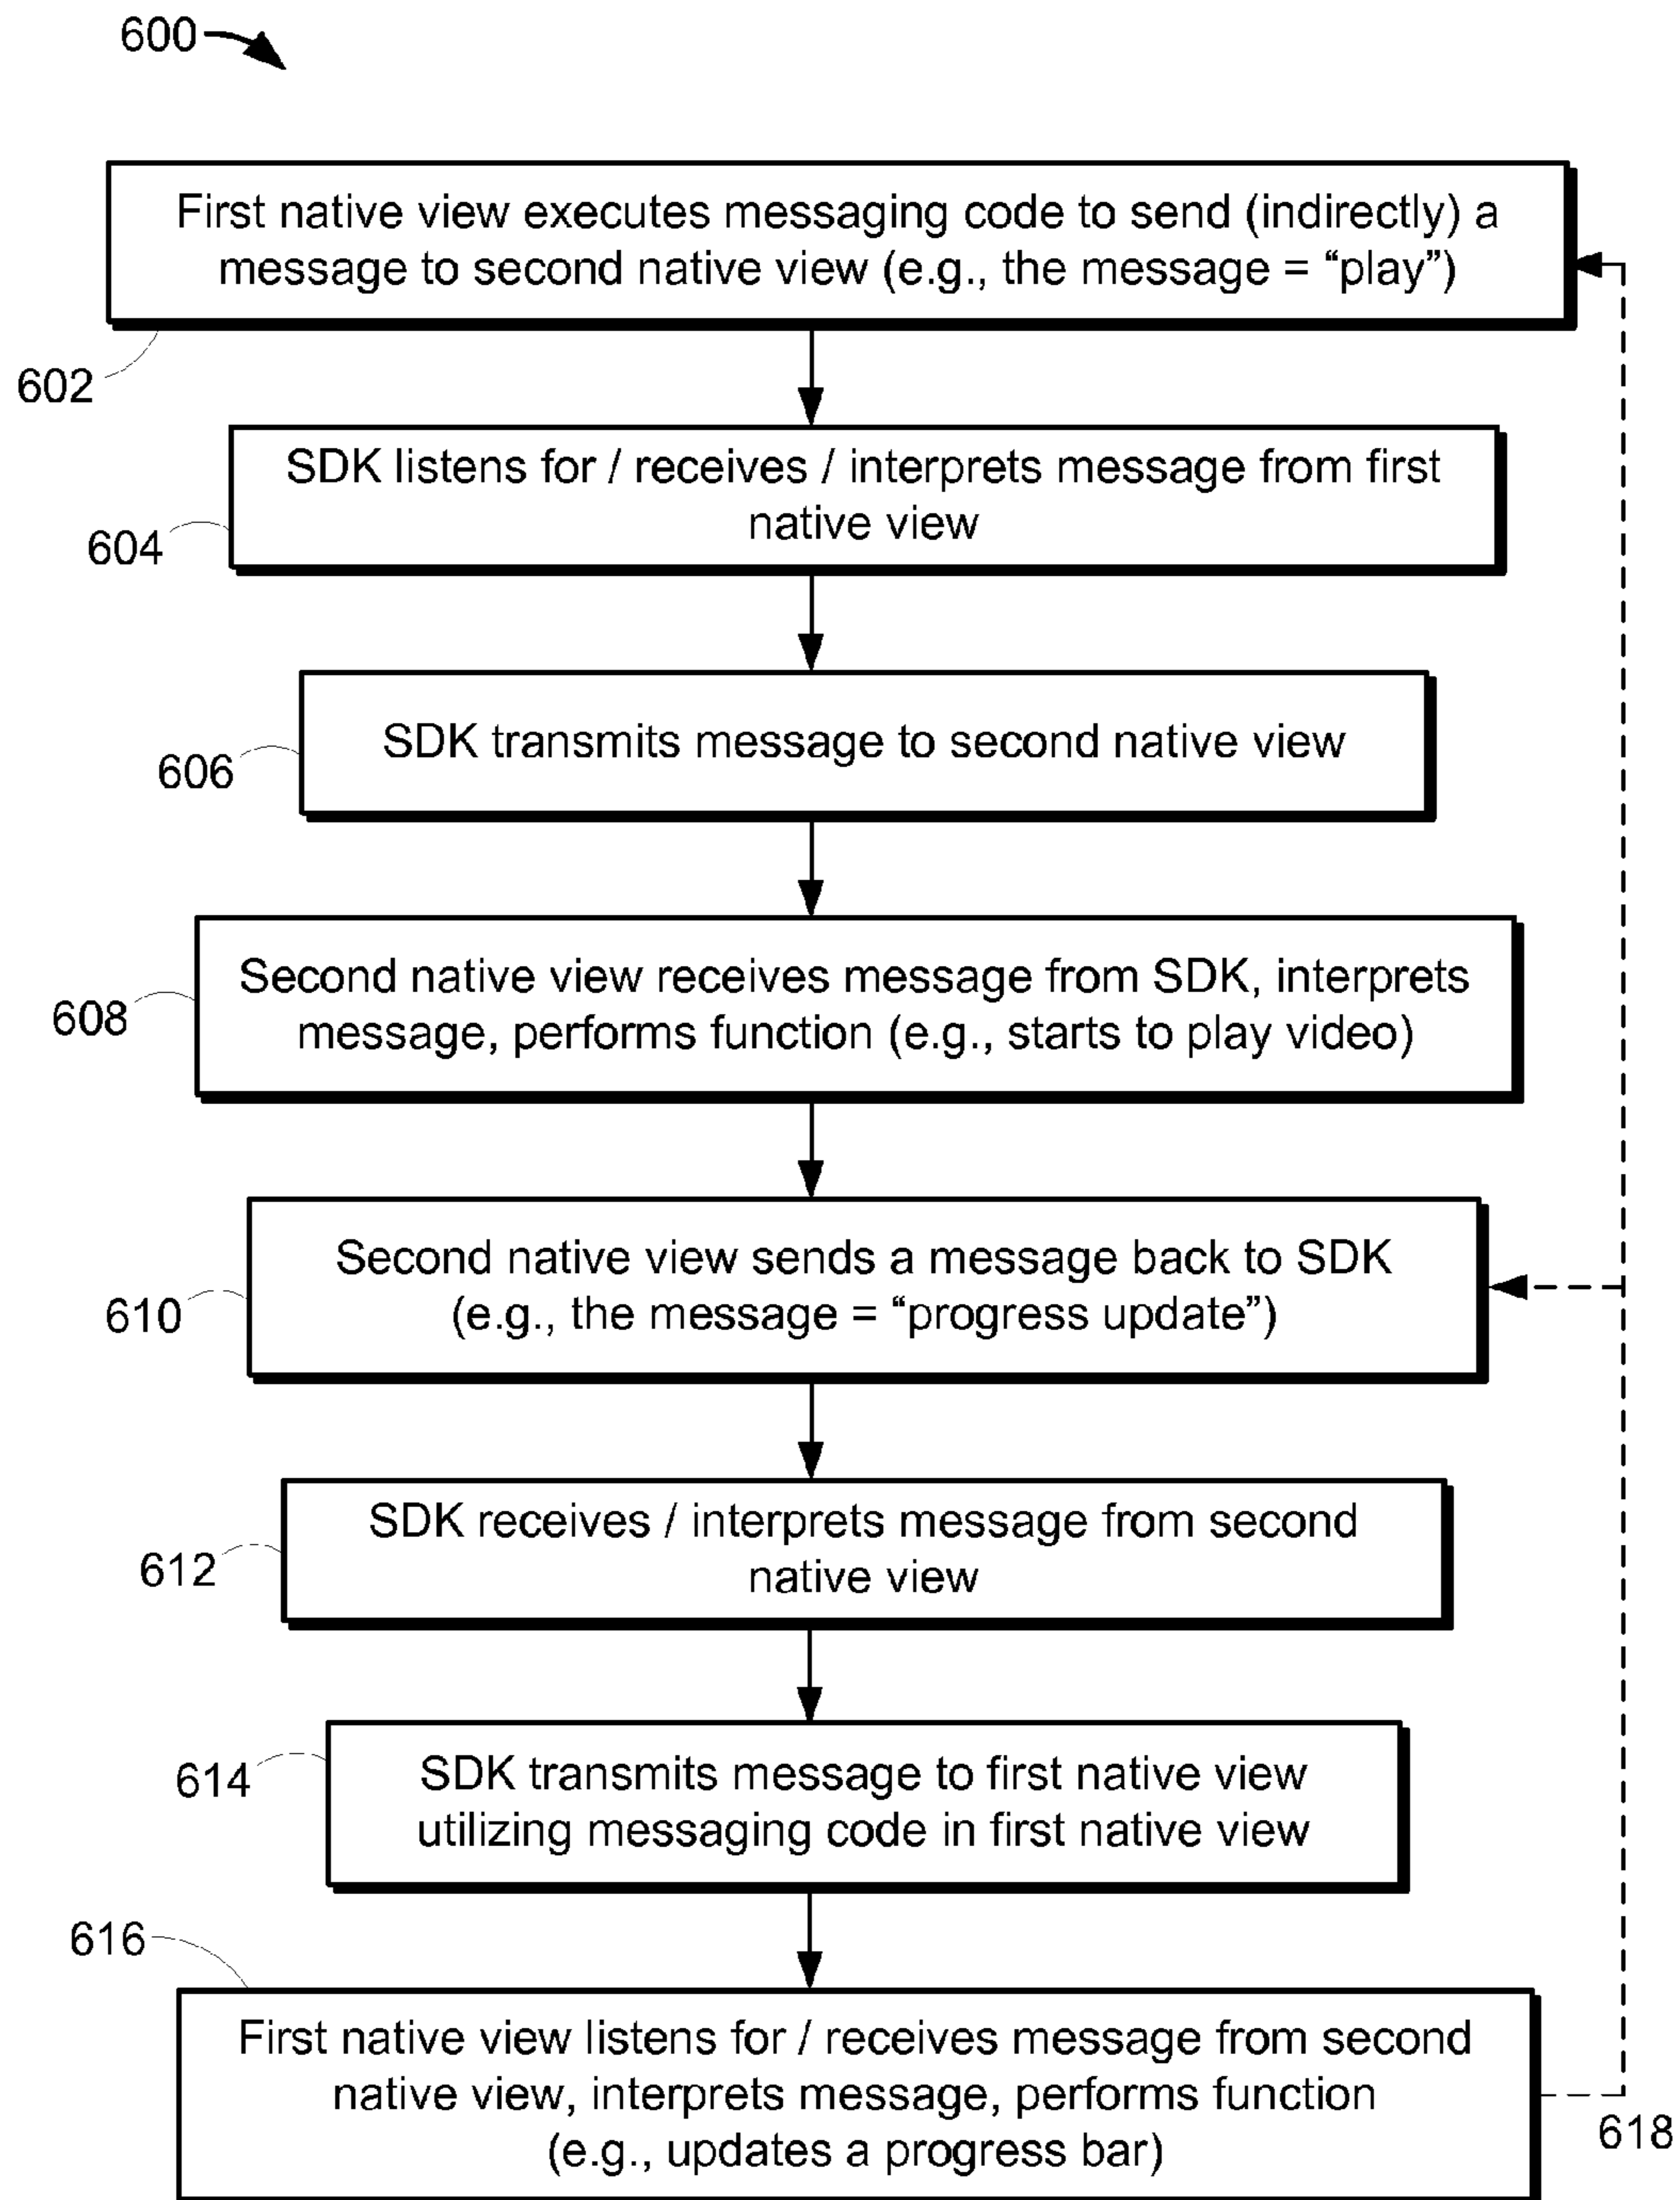 600
First native view executes messaging code to send (indirectly) a
message to second native view (e.g., the message = “play”)
602
SDK listens for / receives / interprets message from first
native view
604
SDK transmits message to second native view
606
Second native view receives message from SDK, interprets
message, performs function (e.g., starts to play video)
608
Second native view sends a message back to SDK
(e.g., the message = “progress update”)
610
SDK receives / interprets message from second
native view
612
SDK transmits message to first native view
utilizing messaging code in first native view
614
616
First native view listens for / receives message from second
native view, interprets message, performs function
(e.g., updates a progress bar)
618